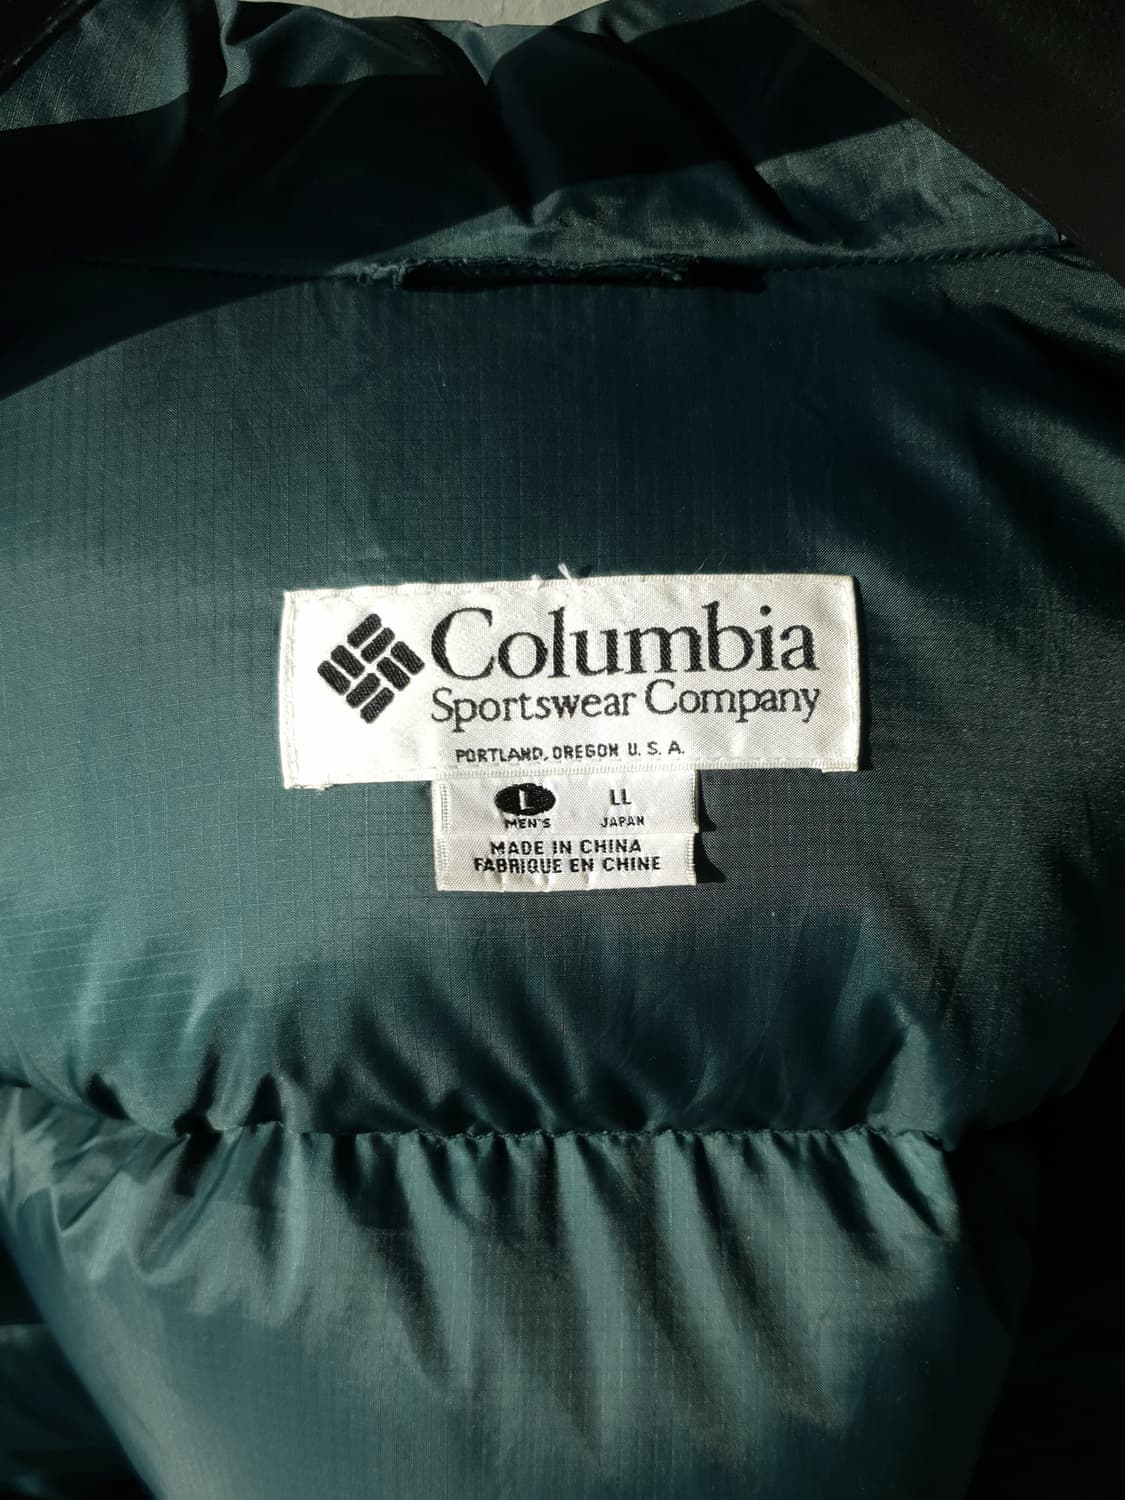 Columbia
Sportswear Company
PORTLAND, OREGON U. S. A.
L LL
MEN'S JAPAN
MADE IN CHINA
FABRIQUE EN CHINE